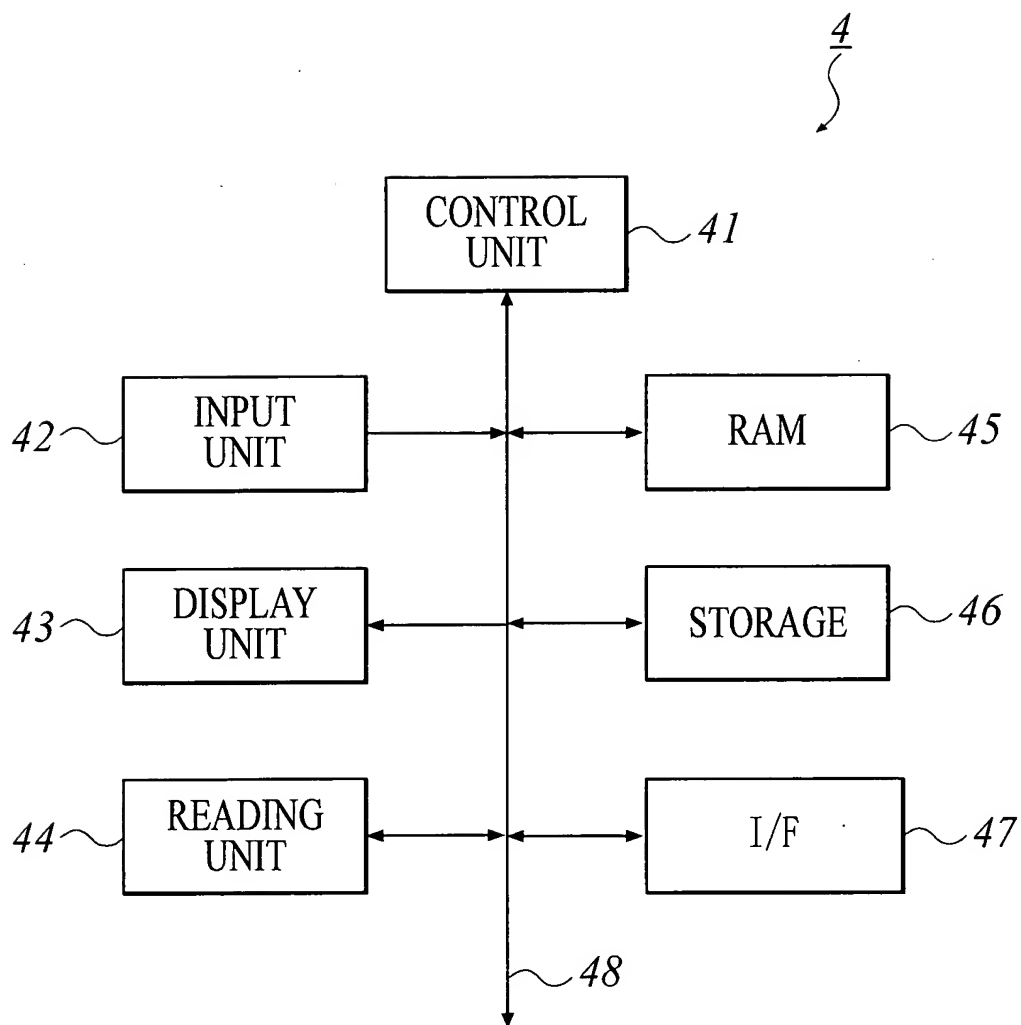 4
CONTROL
UNIT
41
INPUT
UNIT
42
RAM
45
DISPLAY
UNIT
43
STORAGE
46
READING
UNIT
44
I/F
47
48